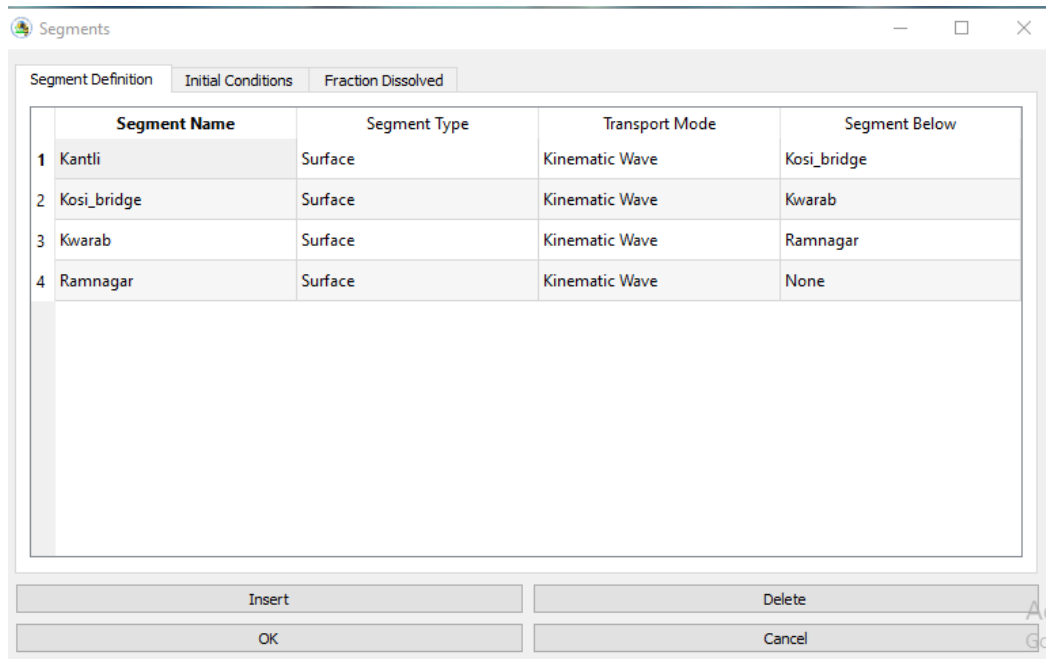 Segments
Segment Definition Initial Conditions Fraction Dissolved
Segment Name Segment Type Transport Mode Segment Below
1 Kantli Surface Kinematic Wave Kosi_bridge
2 Kosi_bridge Surface Kinematic Wave Kwarab
3 Kwarab Surface Kinematic Wave Ramnagar
4 Ramnagar Surface Kinematic Wave None
Insert Delete
OK Cancel